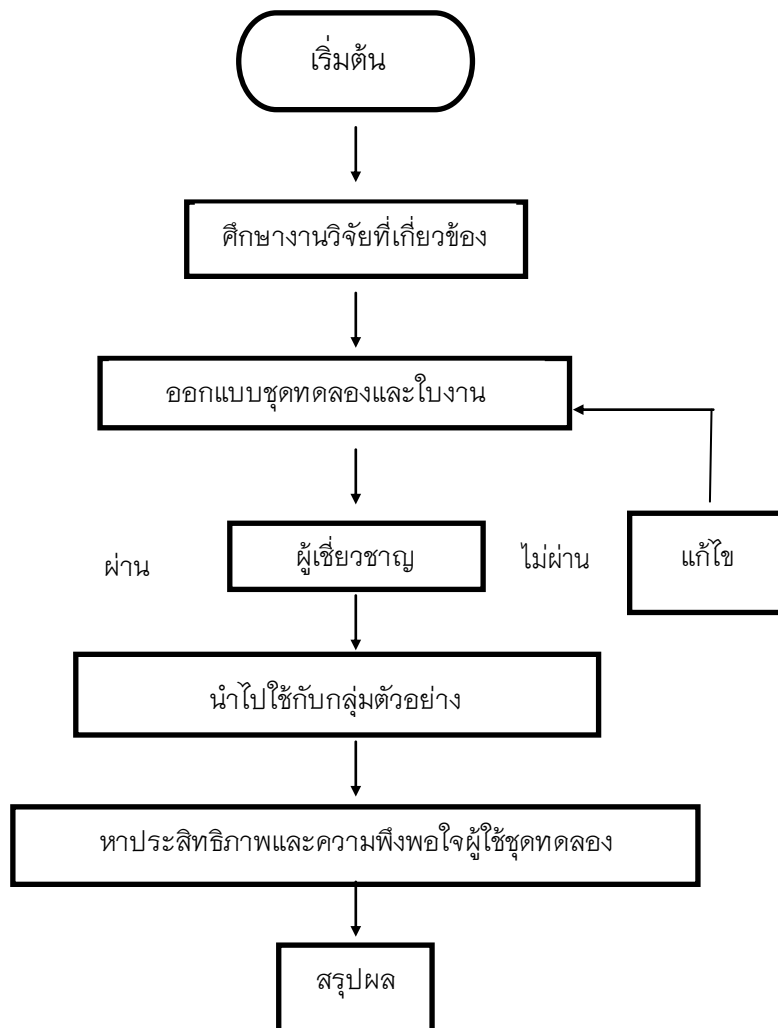 เริ่มต้น
ศึกษางานวิจัยที่เกี่ยวข้อง
ออกแบบชุดทดลองและใบงาน
ผ่าน
ผู้เชี่ยวชาญ
ไม่ผ่าน
แก้ไข
นำไปใช้กับกลุ่มตัวอย่าง
หาประสิทธิภาพและความพึงพอใจผู้ใช้ชุดทดลอง
สรุปผล